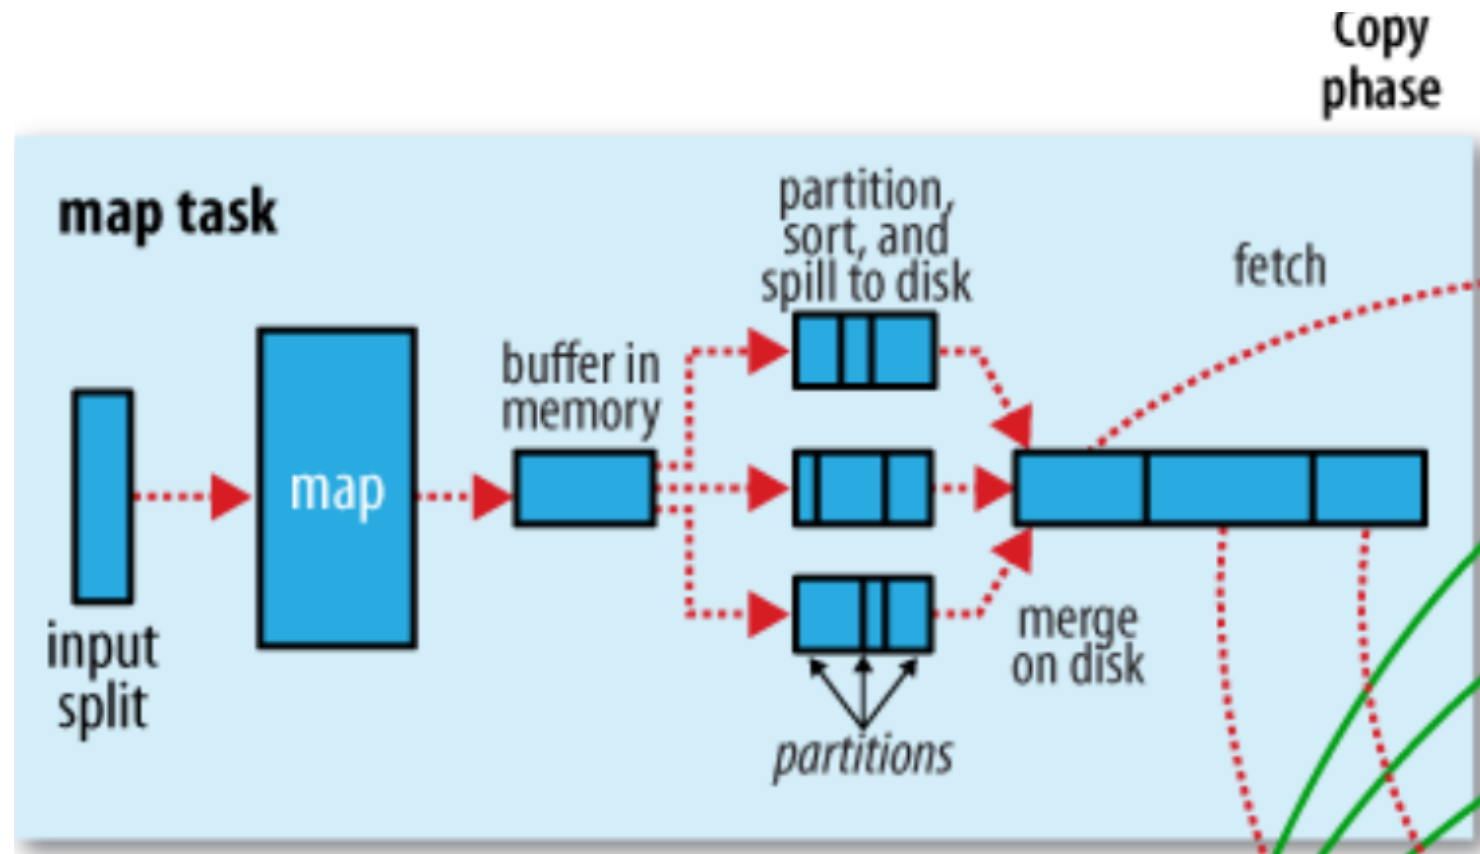 Copy
phase
map task
partition,
sort, and
spill to disk
fetch
buffer in
memory
map
input
split
merge
on disk
partitions